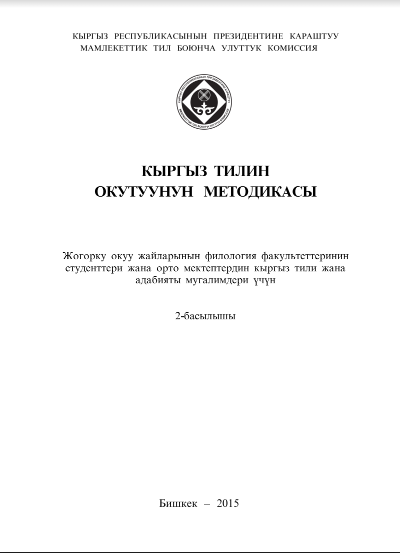 КЫРГЫЗ РЕСПУБЛИКАСЫНЫН ПРЕЗИДЕНТИНЕ КАРАШТУУ
МАМЛЕКЕТТИК ТИЛ БОЮНЧА УЛУТТУК КОМИССИЯ
КЫРГЫЗ ТИЛИН
ОКУТУУНУН МЕТОДИКАСЫ
Жогорку окуу жайларынын филология факультеттеринин
студенттери жана орто мектептердин кыргыз тили жана
адабияты мугалимдери үчүн
2-басылышы
Бишкек – 2015